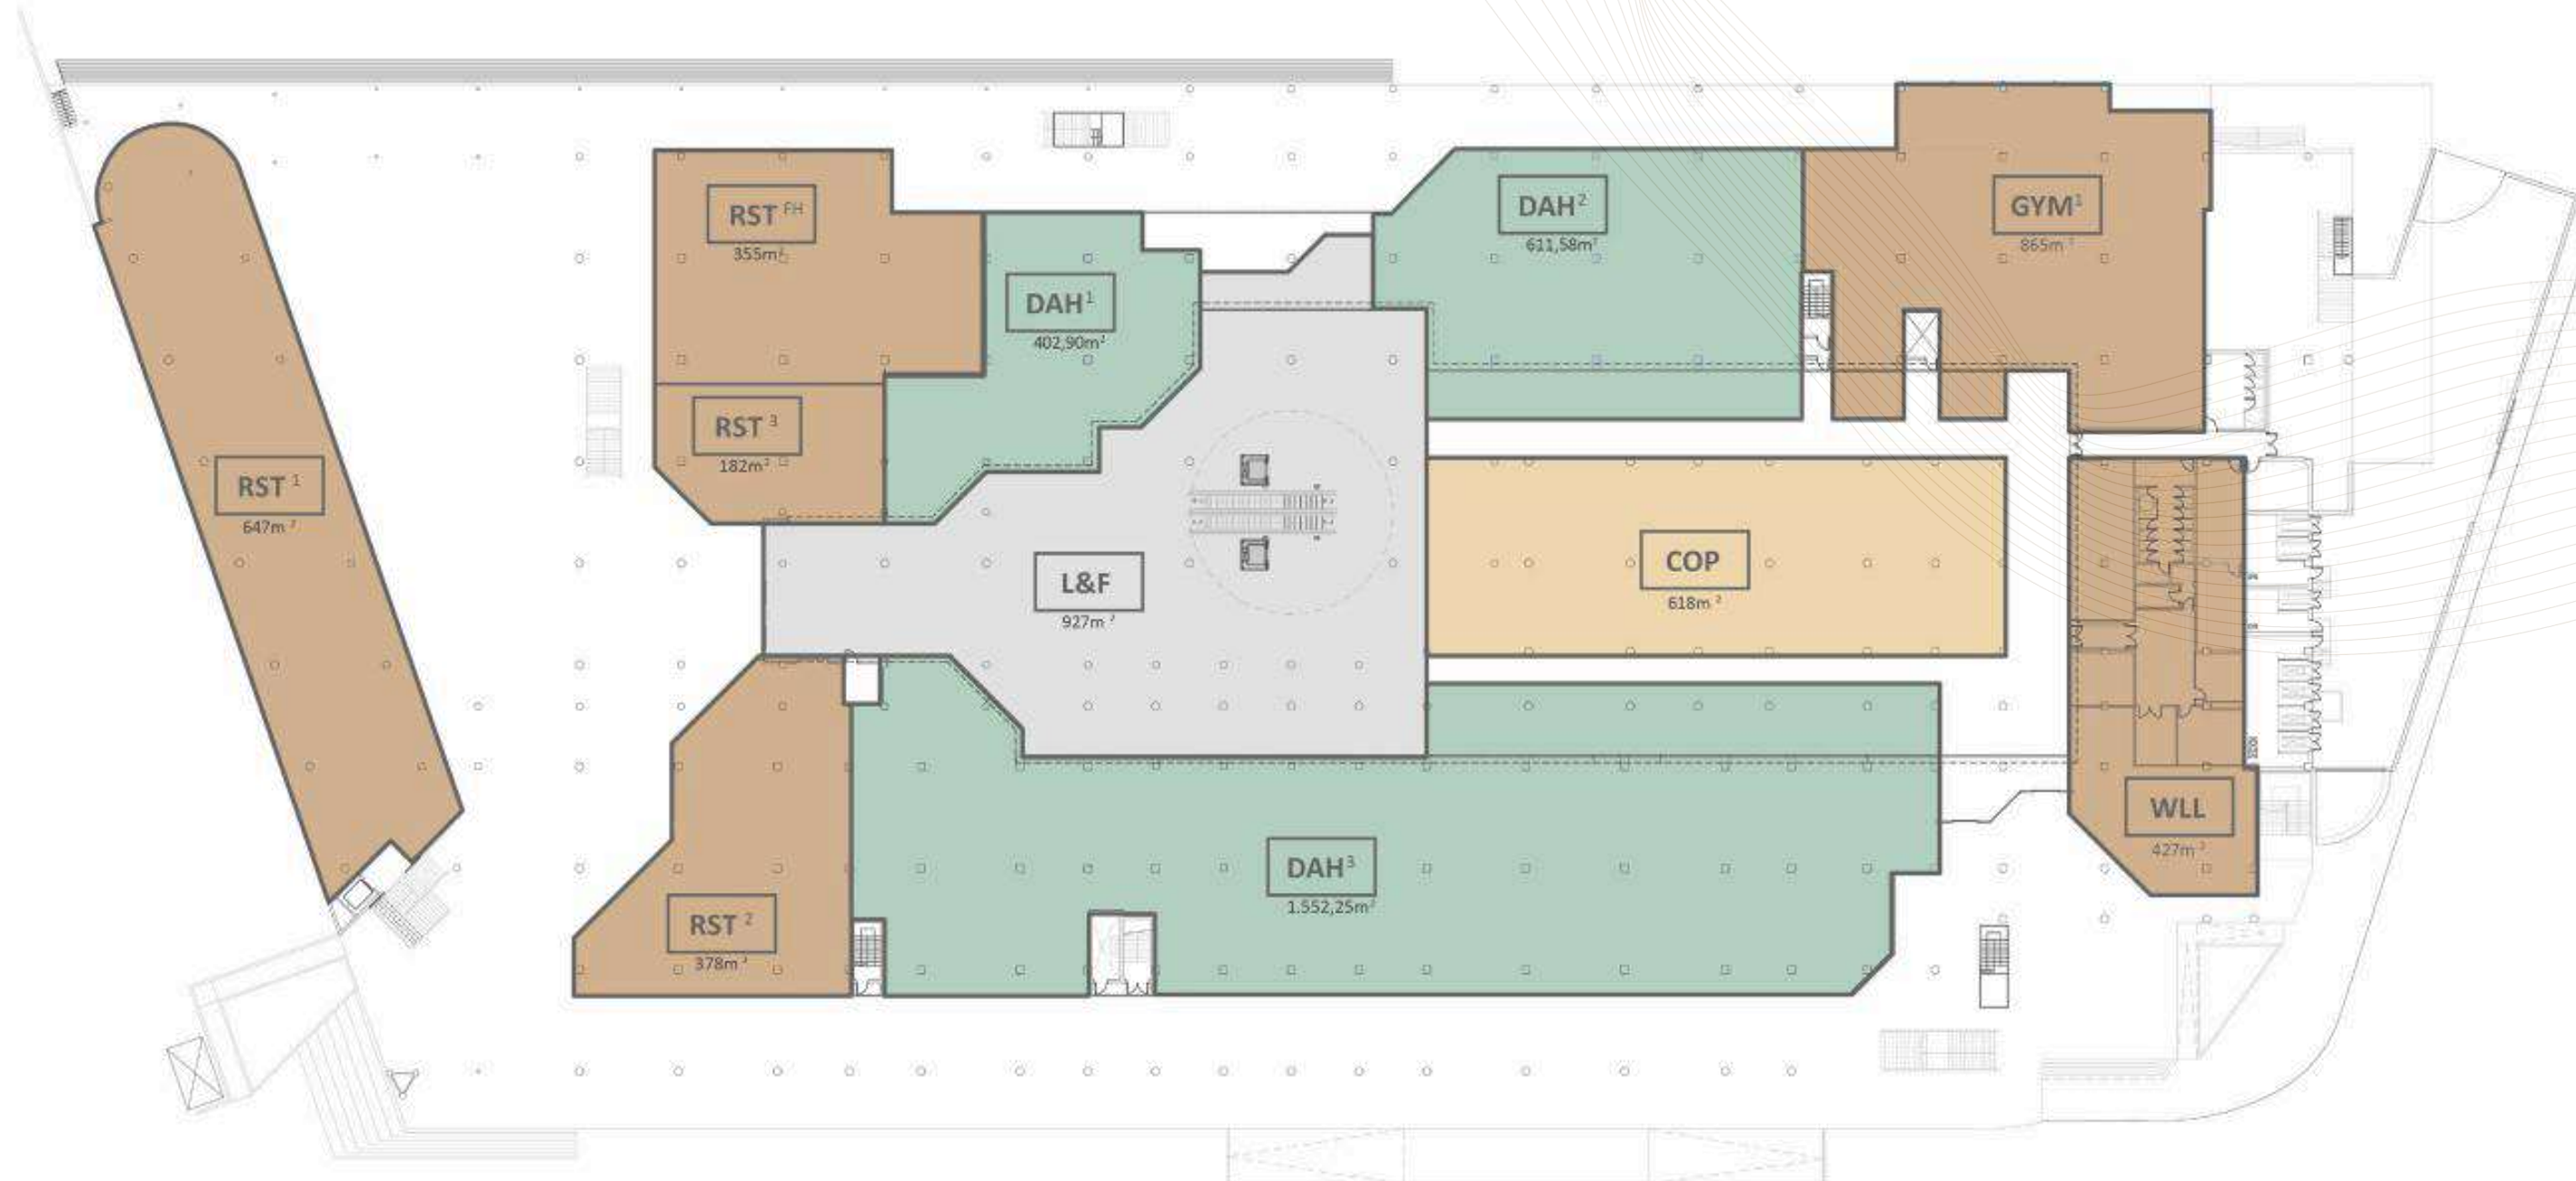 RST FH
355m²
DAH¹
402,90m²
DAH²
611,58m²
GYM¹
865m²
RST ³
182m²
RST ¹
647m²
L&F
927m²
COP
618m²
RST ²
378m²
DAH³
1.552,25m²
WLL
427m²